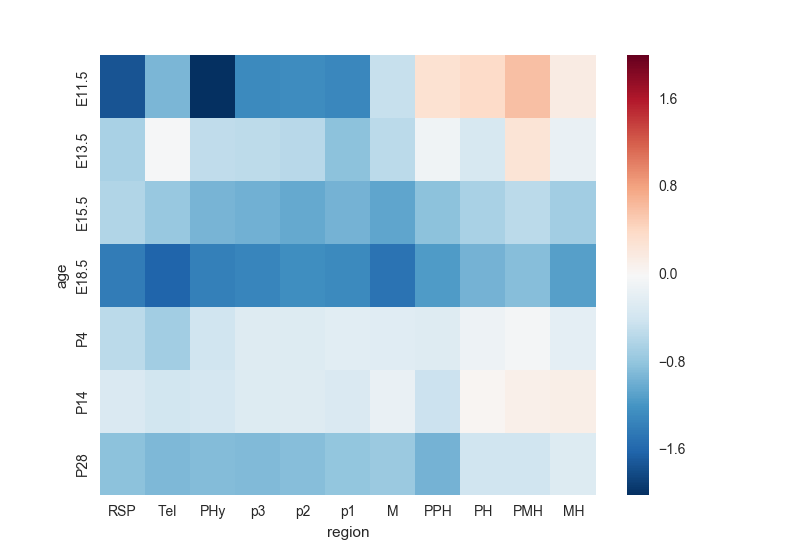 E11.5
E13.5
E15.5
E18.5
P4
P14
P28
age
RSP Tel PHy p3 p2 p1 M PPH PH PMH MH
region
1.6
0.8
0.0
−0.8
−1.6